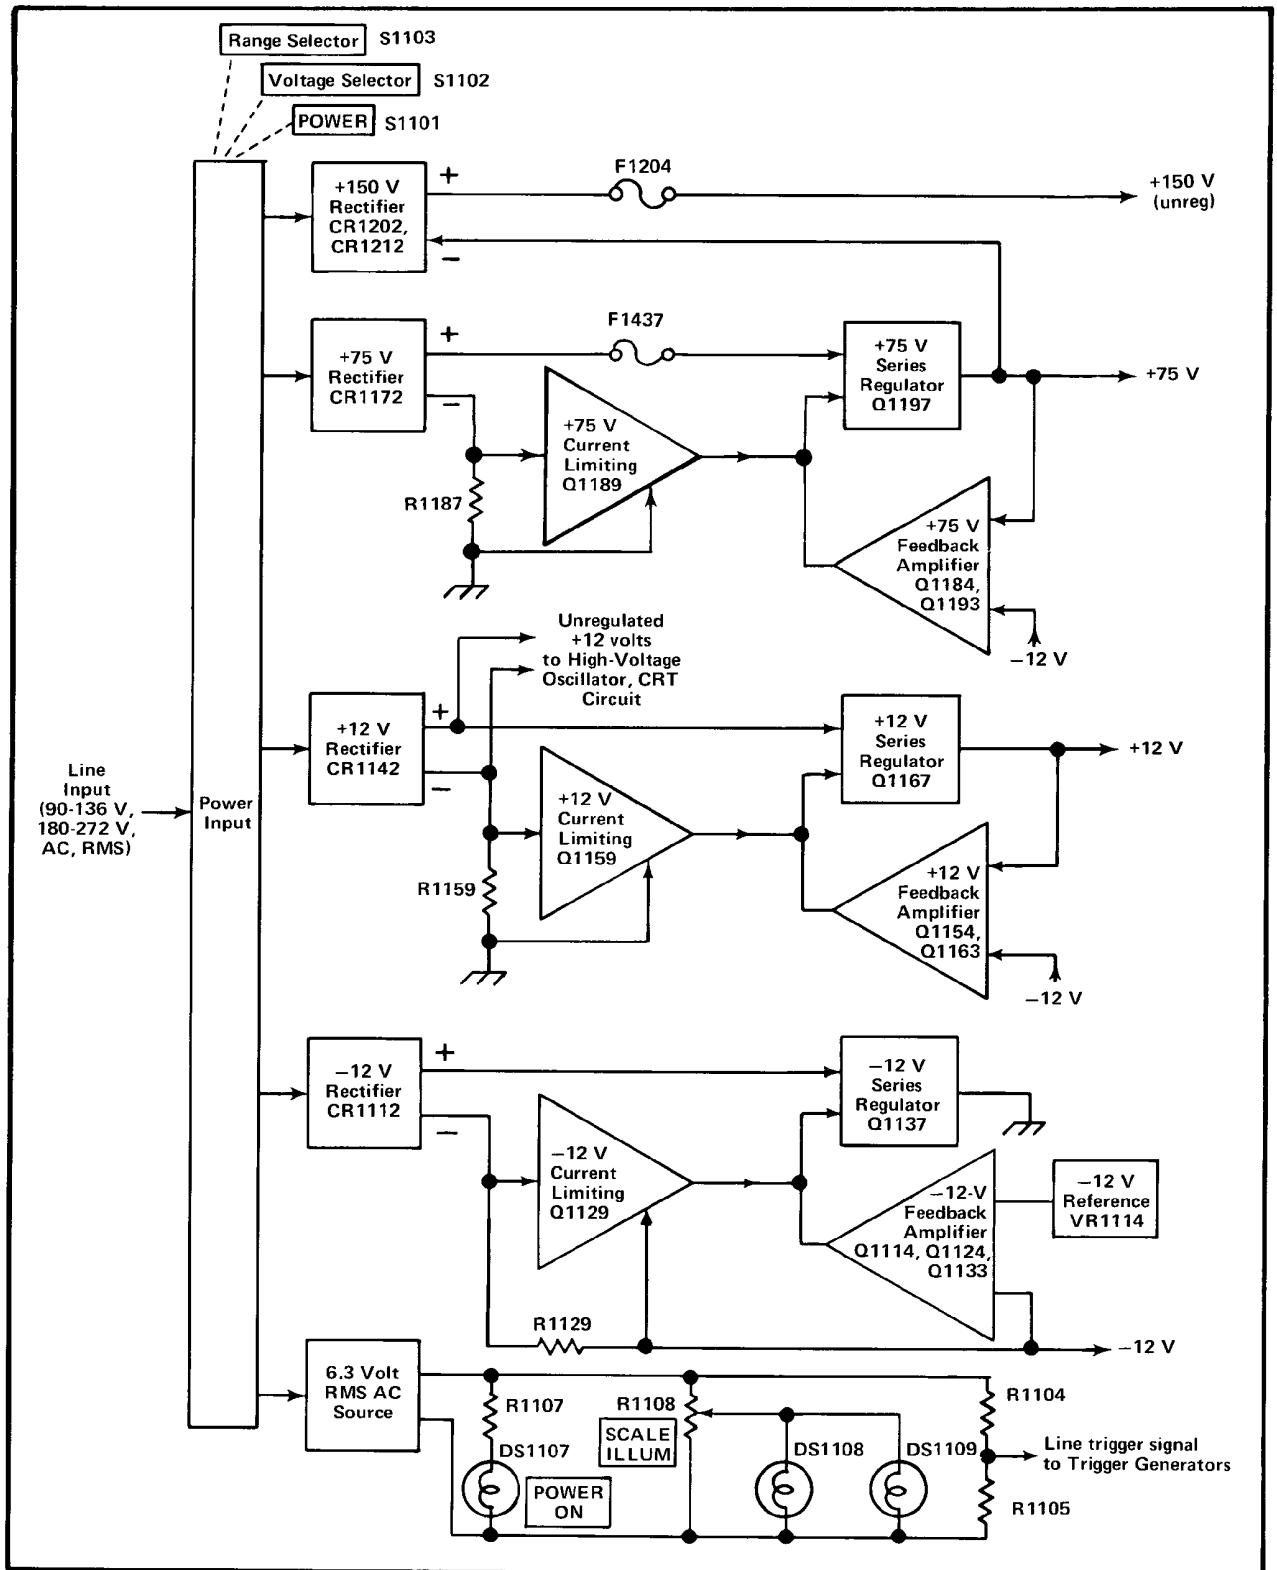 Range Selector S1103
Voltage Selector S1102
POWER S1101
+150 V
Rectifier
CR1202,
CR1212
+
−
F1204
+150 V
(unreg)
+75 V
Rectifier
CR1172
+
−
F1437
+75 V
Series
Regulator
Q1197
+75 V
+75 V
Current
Limiting
Q1189
R1187
+75 V
Feedback
Amplifier
Q1184,
Q1193
−12 V
Unregulated
+12 volts
to High-Voltage
Oscillator, CRT
Circuit
+12 V
Rectifier
CR1142
+
−
+12 V
Series
Regulator
Q1167
+12 V
Line
Input
(90-136 V,
180-272 V,
AC, RMS)
Power
Input
+12 V
Current
Limiting
Q1159
R1159
+12 V
Feedback
Amplifier
Q1154,
Q1163
−12 V
−12 V
Rectifier
CR1112
+
−
−12 V
Series
Regulator
Q1137
−12 V
Current
Limiting
Q1129
−12-V
Feedback
Amplifier
Q1114, Q1124,
Q1133
−12 V
Reference
VR1114
R1129
−12 V
6.3 Volt
RMS AC
Source
R1107
DS1107
POWER
ON
R1108
SCALE
ILLUM
DS1108
DS1109
R1104
Line trigger signal
to Trigger Generators
R1105